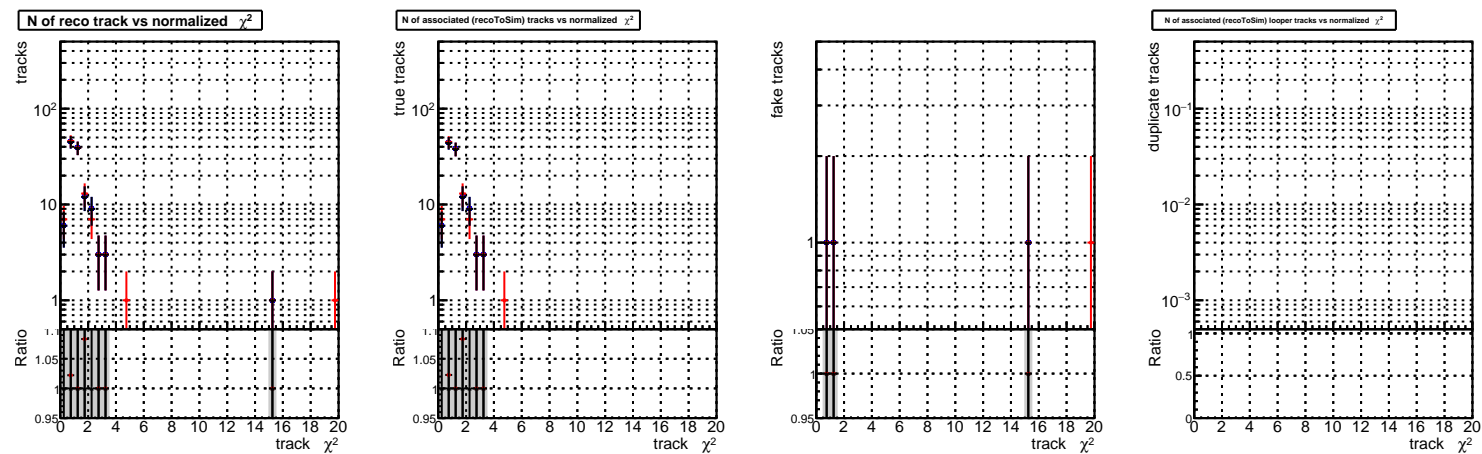 N of reco track vs normalized χ²
tracks
10²
10
1
Ratio
1.1
1.05
1
0.95
0 2 4 6 8 10 12 14 16 18 20
track χ²
N of associated (recoToSim) tracks vs normalized χ²
true tracks
10²
10
1
Ratio
1.1
1.05
1
0.95
0 2 4 6 8 10 12 14 16 18 20
track χ²
fake tracks
1
Ratio
1.05
1
0.95
0 2 4 6 8 10 12 14 16 18 20
track χ²
N of associated (recoToSim) looper tracks vs normalized χ²
duplicate tracks
10⁻¹
10⁻²
10⁻³
Ratio
1
0.5
0
0 2 4 6 8 10 12 14 16 18 20
track χ²